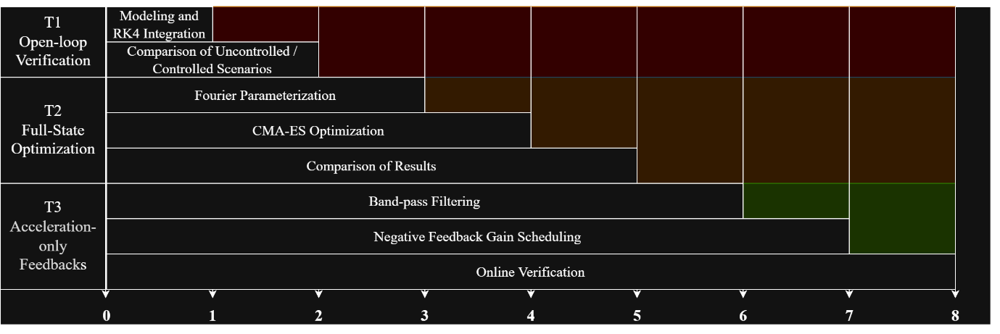 T1
Open-loop
Verification
Modeling and
RK4 Integration
Comparison of Uncontrolled /
Controlled Scenarios
T2
Full-State
Optimization
Fourier Parameterization
CMA-ES Optimization
Comparison of Results
T3
Acceleration-
only
Feedbacks
Band-pass Filtering
Negative Feedback Gain Scheduling
Online Verification
0 1 2 3 4 5 6 7 8